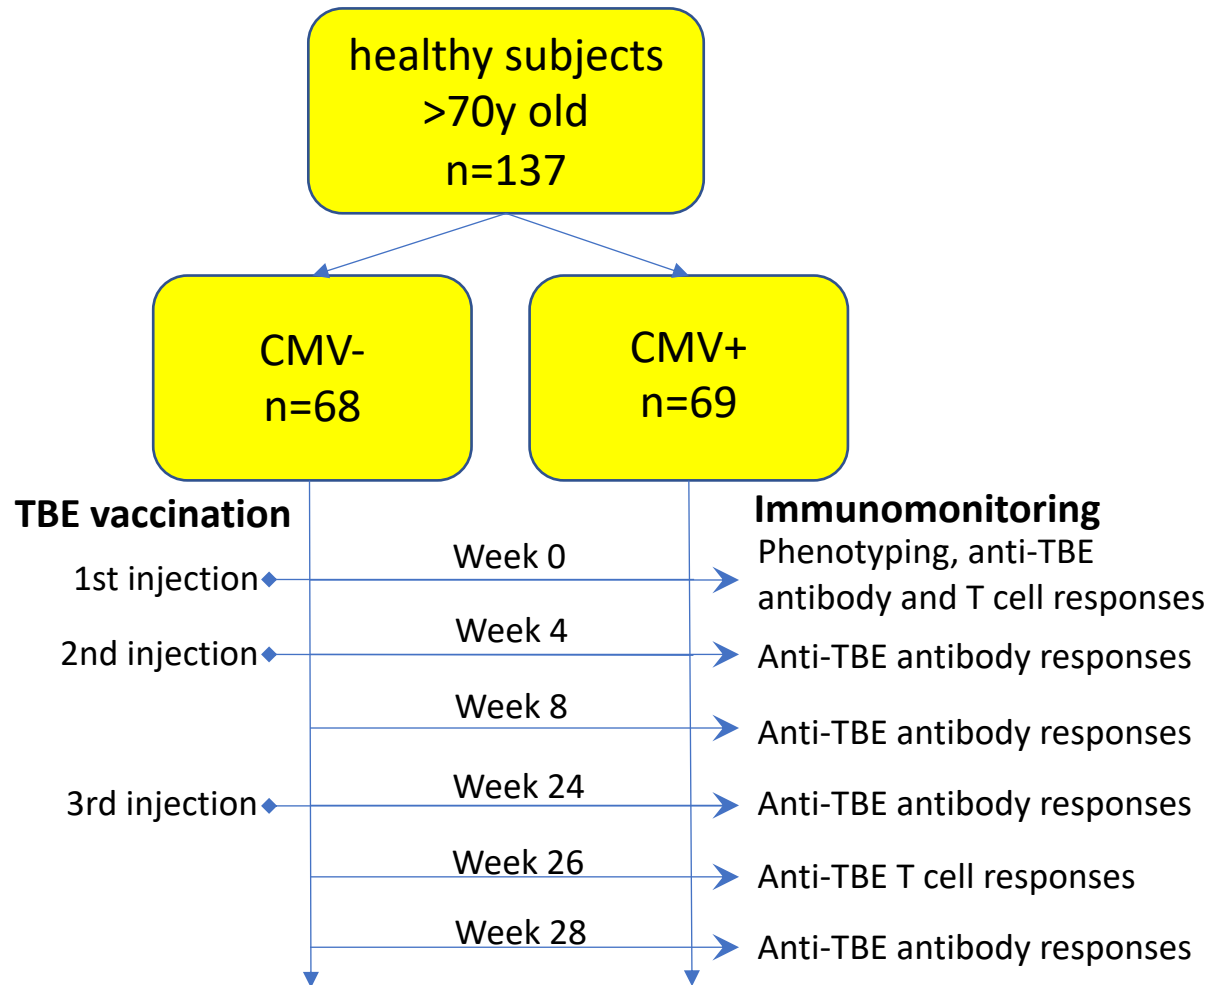 healthy subjects
>70y old
n=137
CMV-
n=68
CMV+
n=69
TBE vaccination
Immunomonitoring
1st injection
Week 0
Phenotyping, anti-TBE
antibody and T cell responses
2nd injection
Week 4
Anti-TBE antibody responses
Week 8
Anti-TBE antibody responses
3rd injection
Week 24
Anti-TBE antibody responses
Week 26
Anti-TBE T cell responses
Week 28
Anti-TBE antibody responses